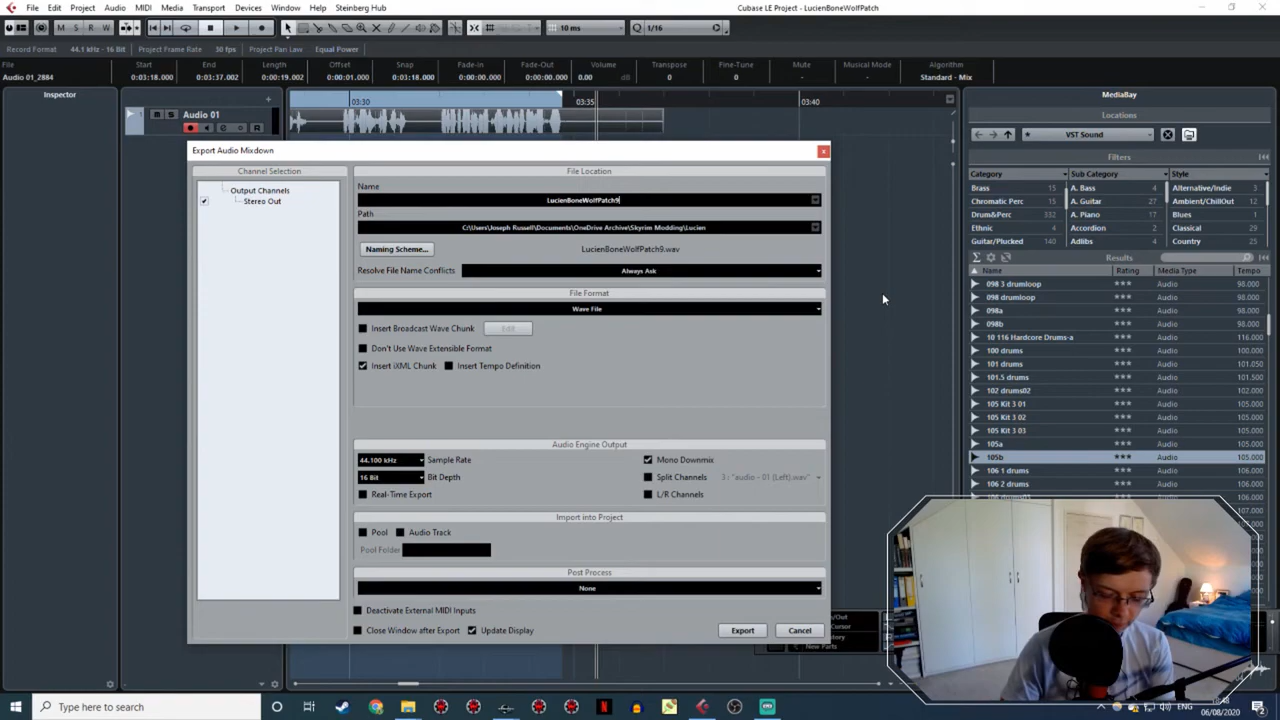 File Edit Project Audio MIDI Media Transport Devices Window Help Steinberg Hub
Cubase LE Project - LucienBoneWolfPatch
M S R W
10 ms
Q 1/16
Record Format 44.1 kHz - 16 Bit Project Frame Rate 30 fps Project Pan Law Equal Power
File Start End Length Offset Snap Fade-In Fade-Out Volume Transpose Fine-Tune Mute Musical Mode Algorithm
Audio 01_2884 0:03:18.000 0:03:37.002 0:00:19.002 0:00:01.000 0:03:18.000 0:00:00.000 0:00:00.000 0.00 dB 0 0 - - Standard - Mix
Inspector
03:30
03:35
03:40
m S Audio 01
R
MediaBay
Locations
VST Sound
Filters
Category Sub Category Style
Brass 15 A. Bass 4 Alternative/Indie 3
Chromatic Perc 15 A. Guitar 27 Ambient/ChillOut 12
Drum&Perc 32 A. Piano 17 Blues 1
Ethnic 4 A. Drums 27 Classical 29
Guitar/Plucked 40 Adlibs 3 Country 25
Results
Name Rating Media Type Tempo
098 3 drumloop *** Audio 98.000
098 drumloop *** Audio 98.000
098a *** Audio 98.000
098b *** Audio 98.000
10 116 Hardcore Drums-a *** Audio 116.000
100 drums *** Audio 100.000
101 drums *** Audio 101.050
101.5 drums *** Audio 101.500
102 drums02 *** Audio 102.000
105 Kit 3 01 *** Audio 105.000
105 Kit 3 02 *** Audio 105.000
105 Kit 3 03 *** Audio 105.000
105a *** Audio 105.000
105b *** Audio 105.000
106 1 drums *** Audio 106.000
106 2 drums *** Audio 106.000
Export Audio Mixdown
Channel Selection
Output Channels
Stereo Out
File Location
Name
LucienBoneWolfPatch9
Path
C:\Users\Joseph Russell\Documents\OneDrive Archive\Skyrim Modding\Lucien
Naming Scheme... LucienBoneWolfPatch9.wav
Resolve File Name Conflicts Always Ask
File Format
Wave File
Insert Broadcast Wave Chunk Edit
Don't Use Wave Extensible Format
Insert iXML Chunk Insert Tempo Definition
Audio Engine Output
44.100 kHz Sample Rate Mono Downmix
16 Bit Bit Depth Split Channels 3 : "audio - 01 (Left).wav"
Real-Time Export L/R Channels
Import into Project
Pool Audio Track
Pool Folder
Post Process
None
Deactivate External MIDI Inputs
Close Window after Export Update Display Export Cancel
New Parts
Type here to search
ENG
06/08/2020